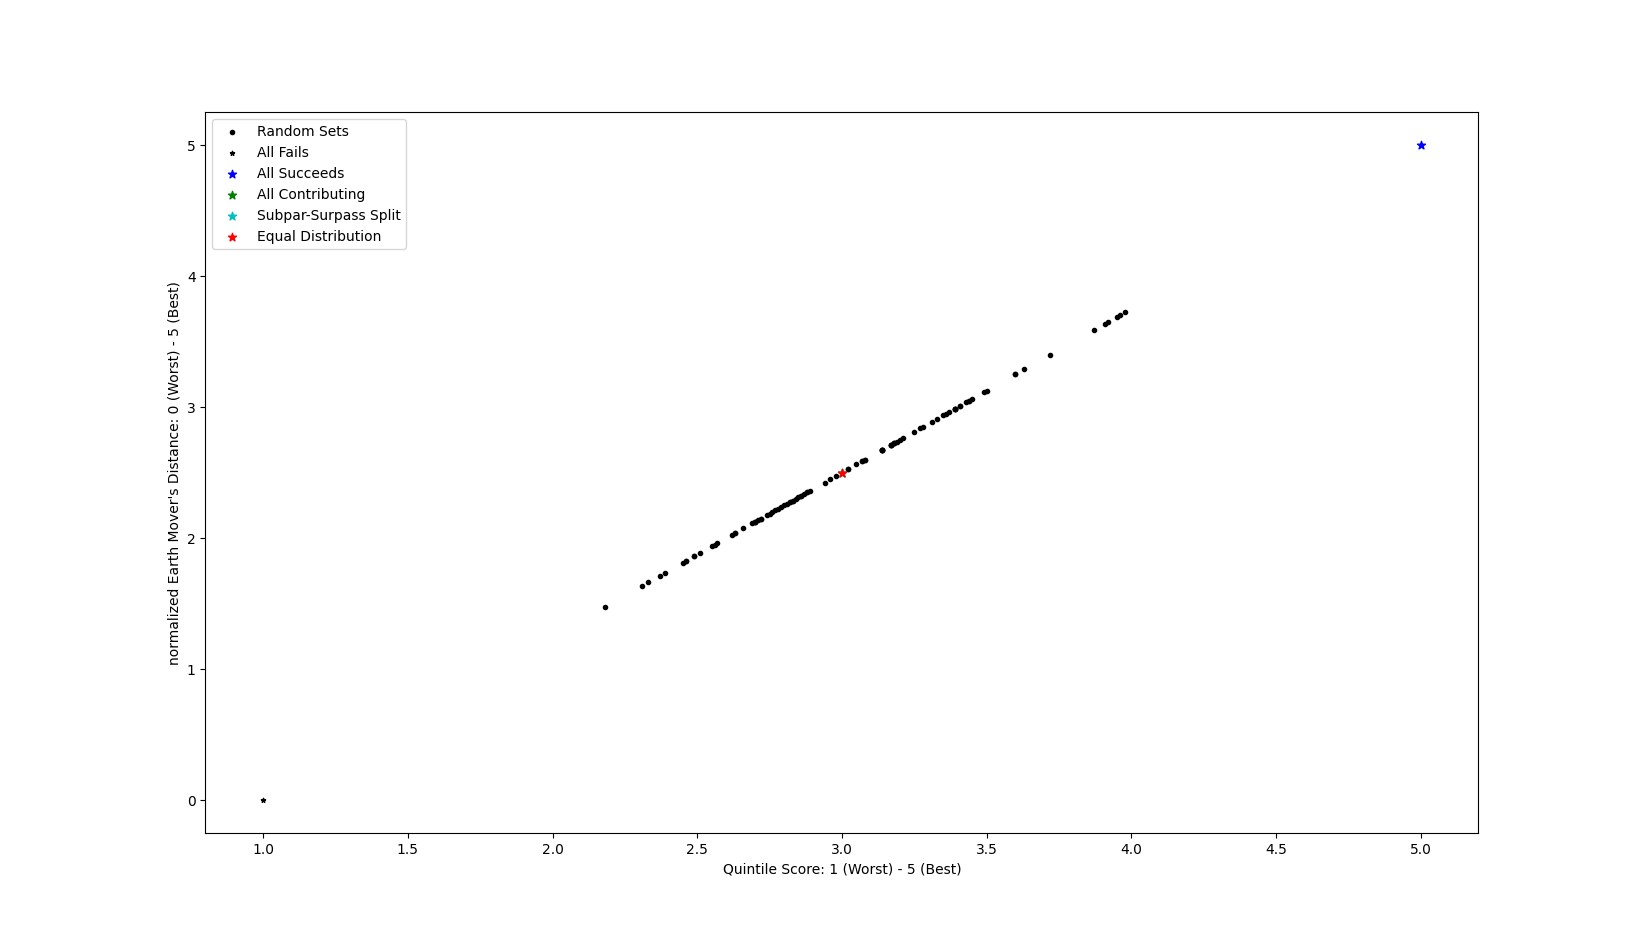 Random Sets
All Fails
All Succeeds
All Contributing
Subpar-Surpass Split
Equal Distribution
normalized Earth Mover's Distance: 0 (Worst) - 5 (Best)
5
4
3
2
1
0
1.0 1.5 2.0 2.5 3.0 3.5 4.0 4.5 5.0
Quintile Score: 1 (Worst) - 5 (Best)